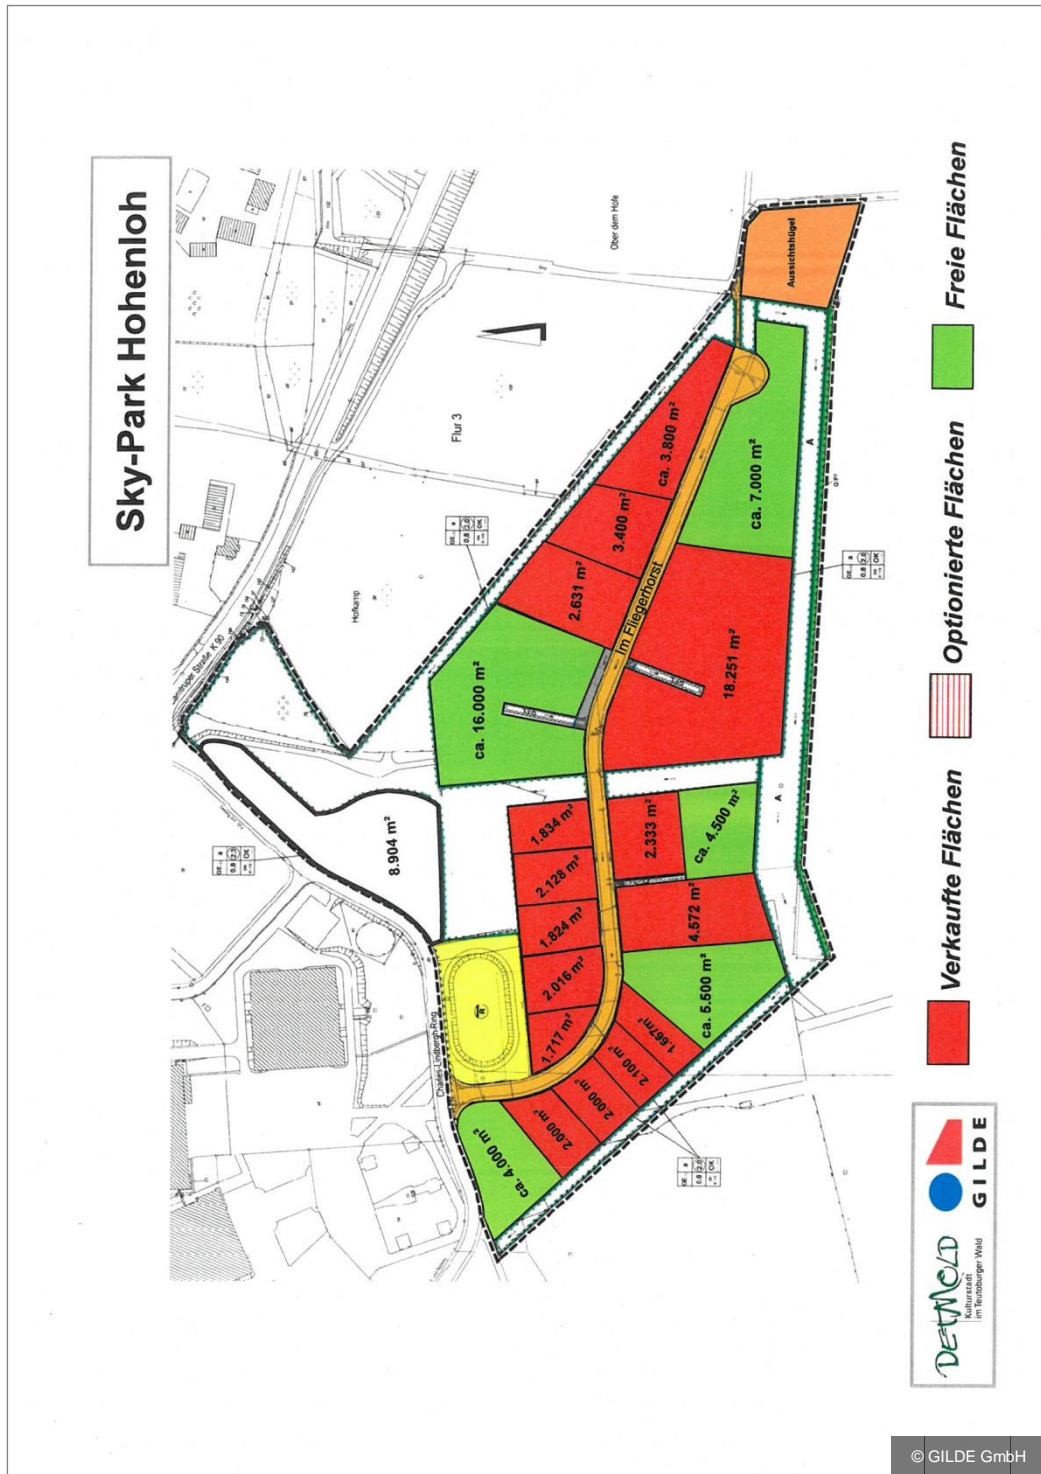 Sky-Park Hohenloh
Ober dem Hofe
Flur 3
Hofkamp
Charles-Lindbergh-Ring
Im Fliegerhorst
Aussichtshügel
8.904 m²
ca. 16.000 m²
2.631 m²
3.400 m²
ca. 3.800 m²
ca. 7.000 m²
18.251 m²
1.834 m²
2.128 m²
1.824 m²
2.016 m²
1.717 m²
2.333 m²
ca. 4.500 m²
4.572 m²
ca. 5.500 m²
1.667m²
2.100 m²
2.000 m²
2.000 m²
ca. 4.000 m²
A
A
Verkaufte Flächen
Optionierte Flächen
Freie Flächen
DETMOLD
Kulturstadt
im Teutoburger Wald
GILDE
© GILDE GmbH